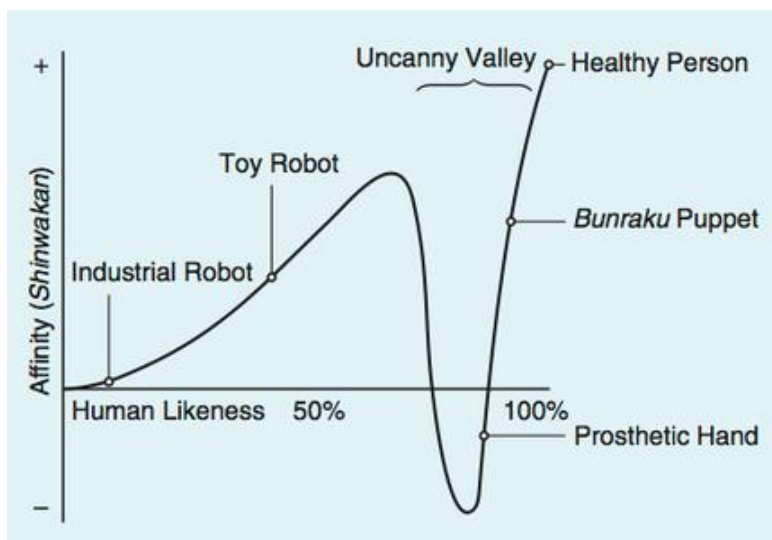 +
Uncanny Valley
Healthy Person
Toy Robot
Bunraku Puppet
Industrial Robot
Affinity (Shinwakan)
Human Likeness 50% 100%
Prosthetic Hand
–